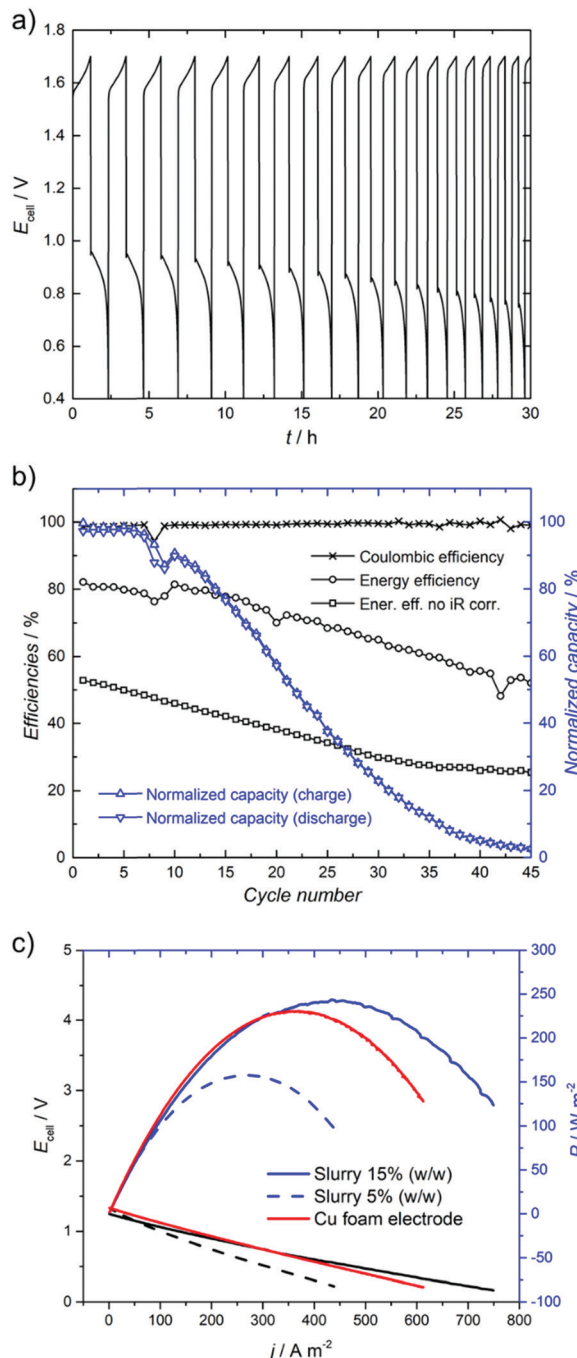 a)
1.8
1.6
1.4
1.2
1.0
0.8
0.6
0.4
E_cell / V
0 5 10 15 20 25 30
t / h
b)
100
80
60
40
20
0
Efficiencies / %
Coulombic efficiency
Energy efficiency
Ener. eff. no iR corr.
Normalized capacity (charge)
Normalized capacity (discharge)
100
80
60
40
20
0
Normalized capacity / %
0 5 10 15 20 25 30 35 40 45
Cycle number
c)
5
4
3
2
1
0
E_cell / V
Slurry 15% (w/w)
Slurry 5% (w/w)
Cu foam electrode
300
250
200
150
100
50
0
-50
-100
P / W m⁻²
0 100 200 300 400 500 600 700 800
j / A m⁻²